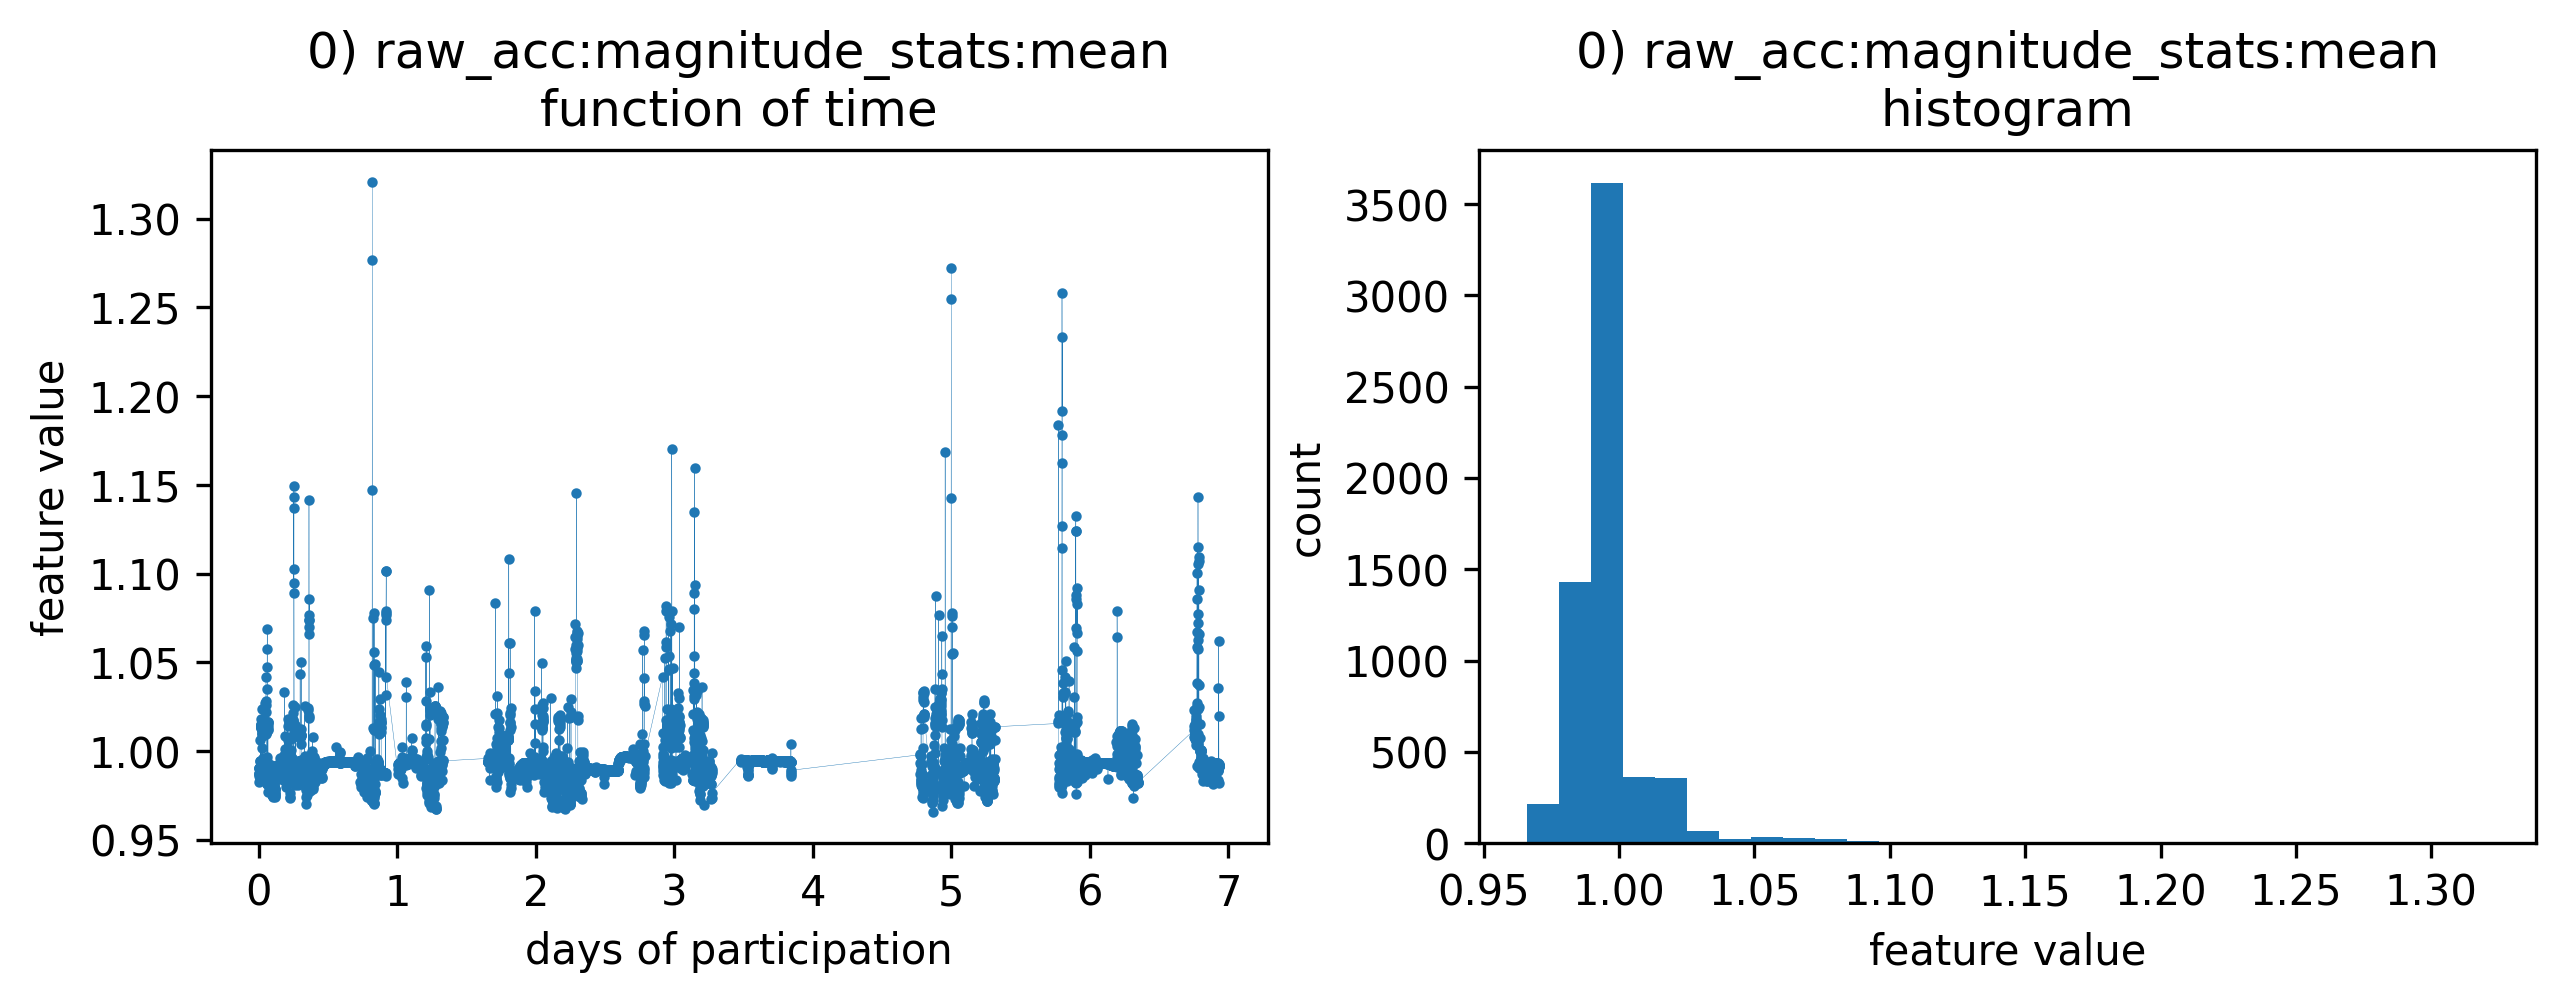 0) raw_acc:magnitude_stats:mean
function of time
feature value
1.30
1.25
1.20
1.15
1.10
1.05
1.00
0.95
0 1 2 3 4 5 6 7
days of participation
0) raw_acc:magnitude_stats:mean
histogram
count
3500
3000
2500
2000
1500
1000
500
0
0.95 1.00 1.05 1.10 1.15 1.20 1.25 1.30
feature value